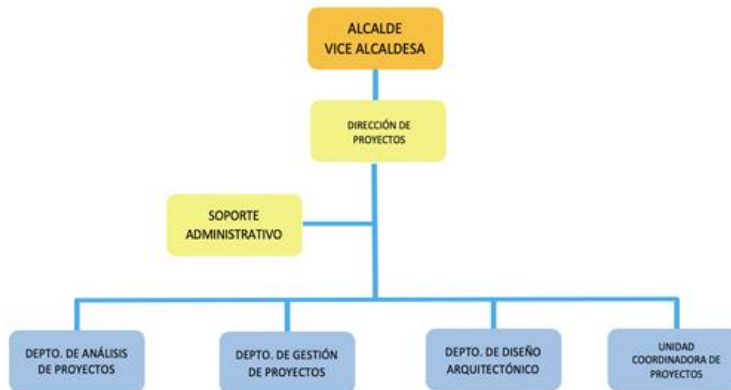 ALCALDE
VICE ALCALDESA
DIRECCIÓN DE
PROYECTOS
SOPORTE
ADMINISTRATIVO
DEPTO. DE ANÁLISIS
DE PROYECTOS
DEPTO. DE GESTIÓN
DE PROYECTOS
DEPTO. DE DISEÑO
ARQUITECTÓNICO
UNIDAD
COORDINADORA DE
PROYECTOS